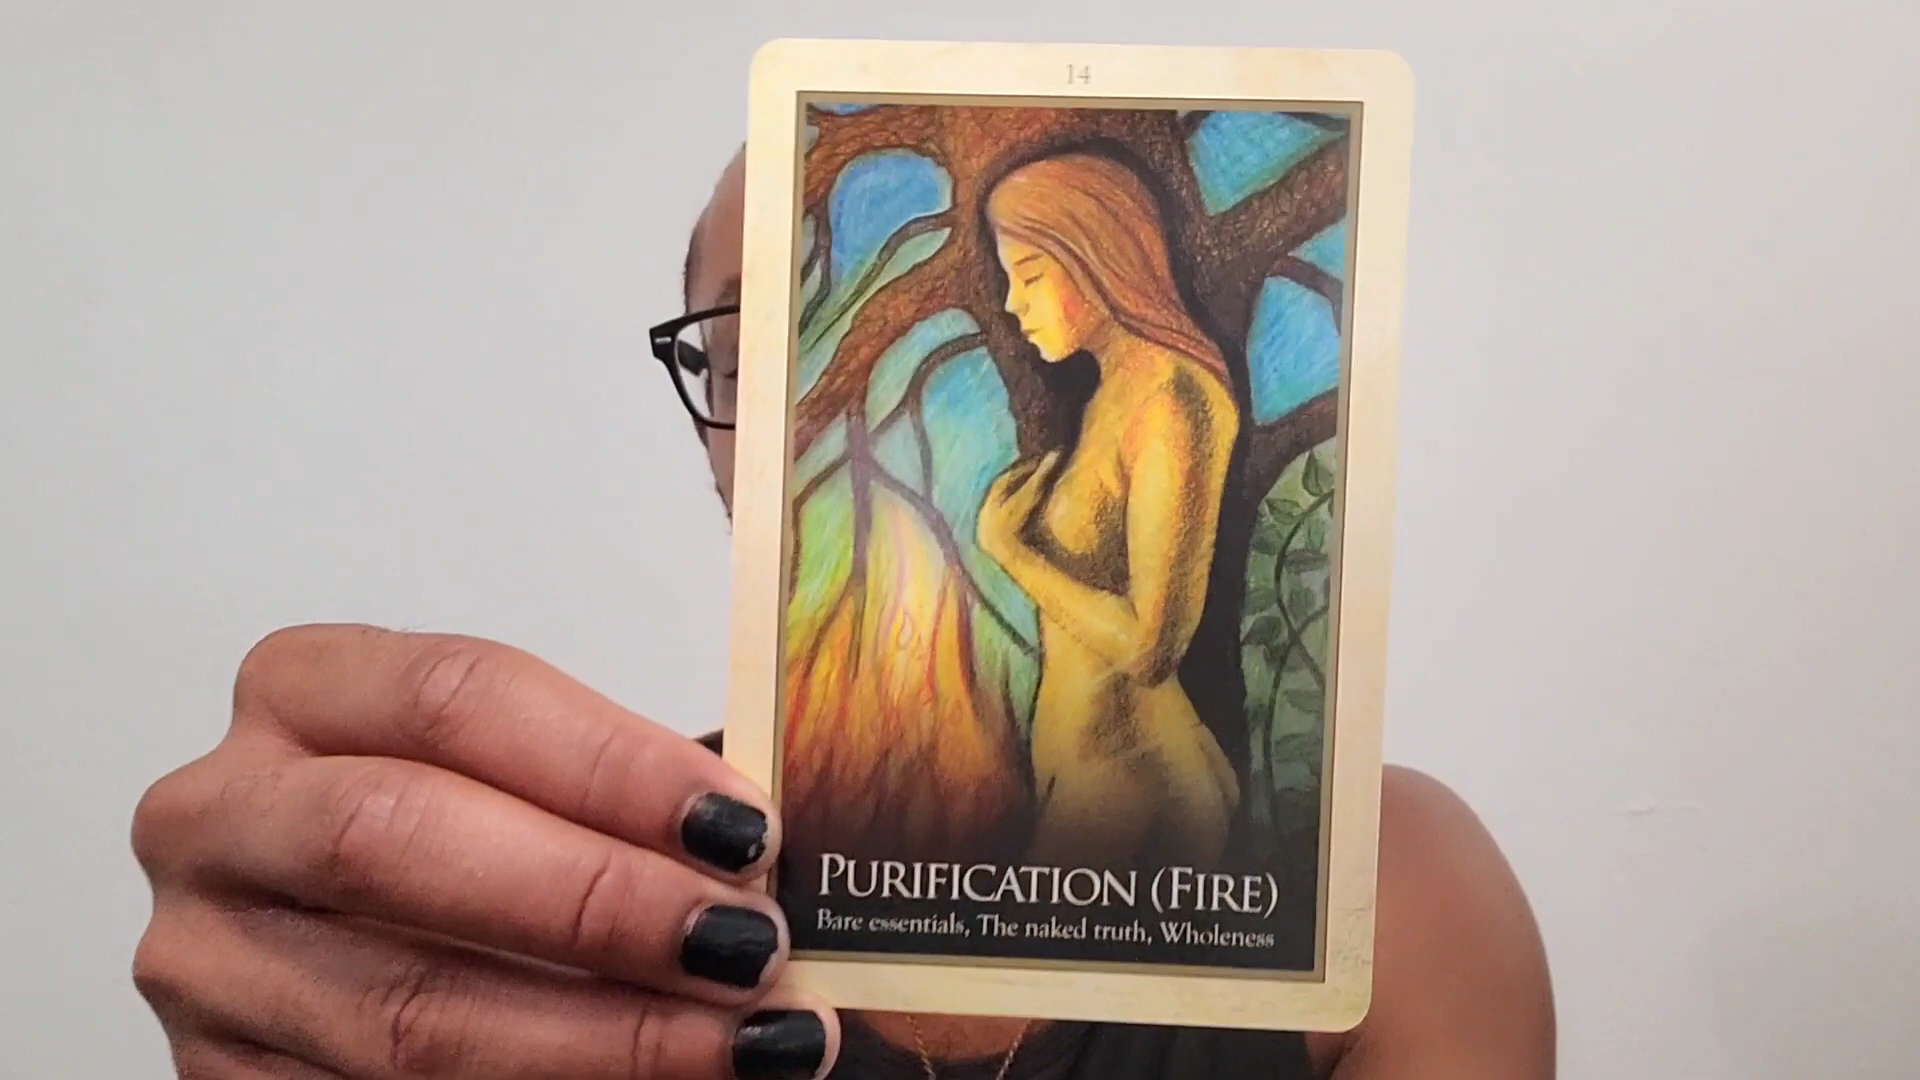 14
PURIFICATION (FIRE)
Bare essentials, The naked truth, Wholeness